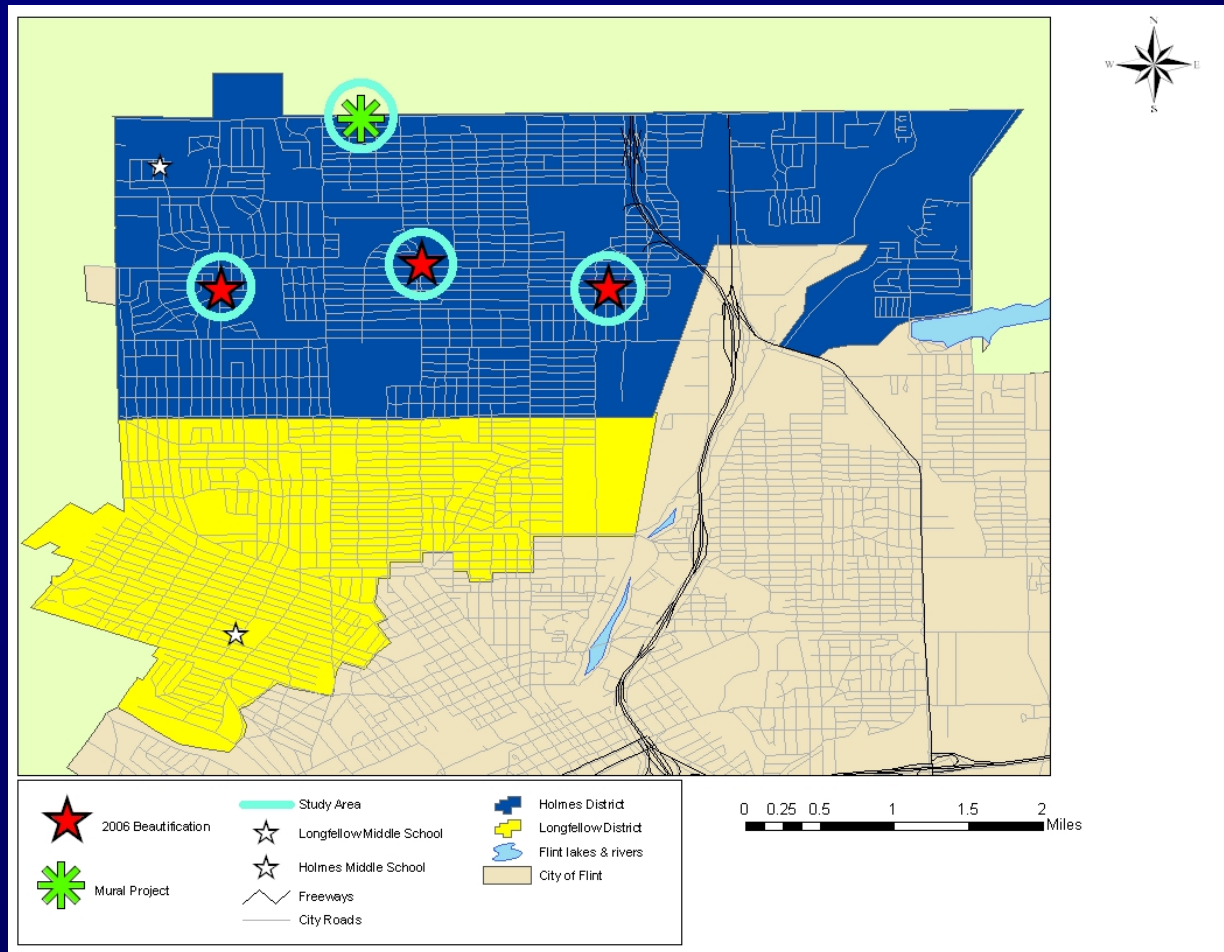 N
W E
S
2006 Beautification
Mural Project
Study Area
Longfellow Middle School
Holmes Middle School
Freeways
City Roads
Holmes District
Longfellow District
Flint lakes & rivers
City of Flint
0 0.25 0.5 1 1.5 2
Miles